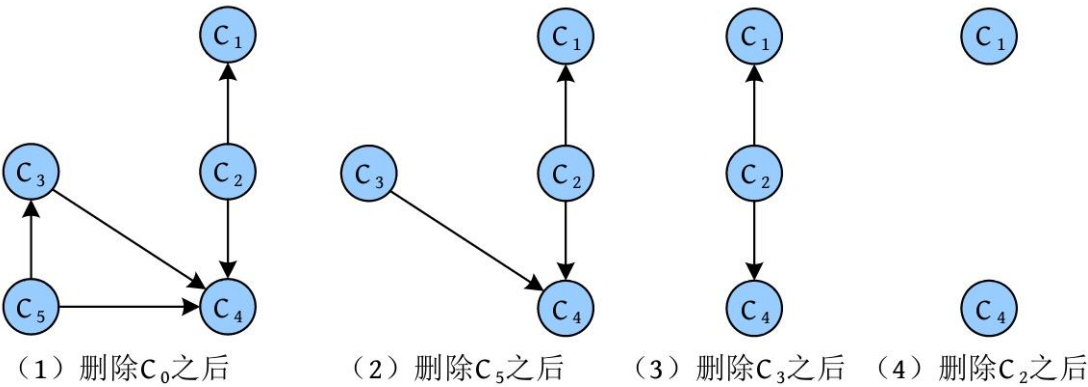 C₁
C₁
C₁
C₁
C₃
C₂
C₃
C₂
C₂
C₅
C₄
C₄
C₄
C₄
（1）删除C₀之后
（2）删除C₅之后
（3）删除C₃之后
（4）删除C₂之后